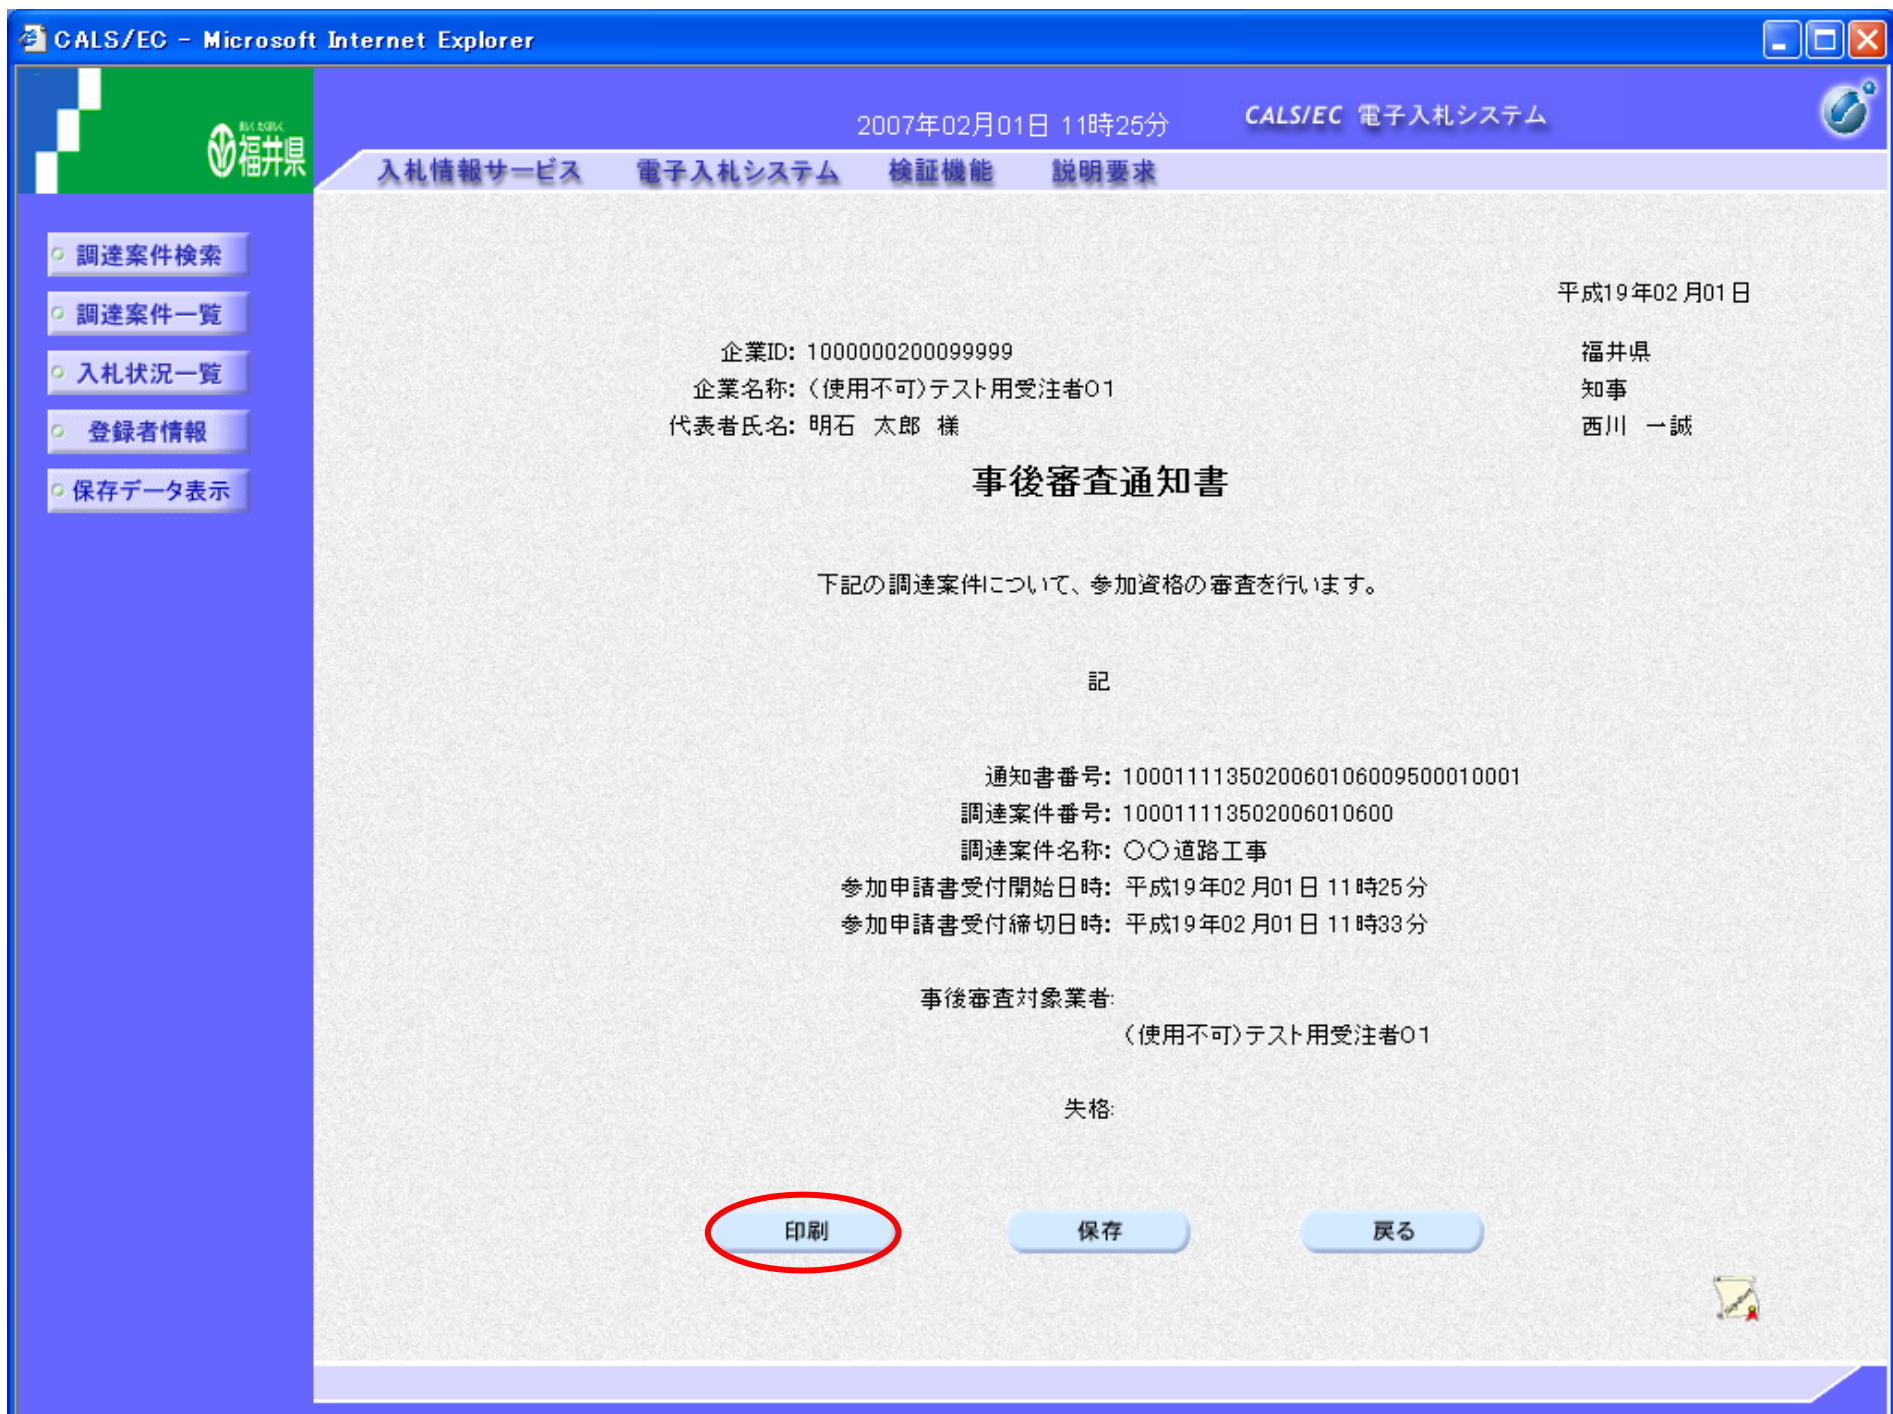 CALS/EC - Microsoft Internet Explorer
福井県
2007年02月01日 11時25分
CALS/EC 電子入札システム
入札情報サービス 電子入札システム 検証機能 説明要求
調達案件検索
調達案件一覧
入札状況一覧
登録者情報
保存データ表示
平成19年02月01日
企業ID: 1000000200099999
企業名称:(使用不可)テスト用受注者01
代表者氏名: 明石 太郎 様
福井県
知事
西川 一誠
事後審査通知書
下記の調達案件について、参加資格の審査を行います。
記
通知書番号: 1000111135020060106009500010001
調達案件番号: 100011113502006010600
調達案件名称: 〇〇道路工事
参加申請書受付開始日時: 平成19年02月01日 11時25分
参加申請書受付締切日時: 平成19年02月01日 11時33分
事後審査対象業者:
(使用不可)テスト用受注者01
失格:
印刷 保存 戻る